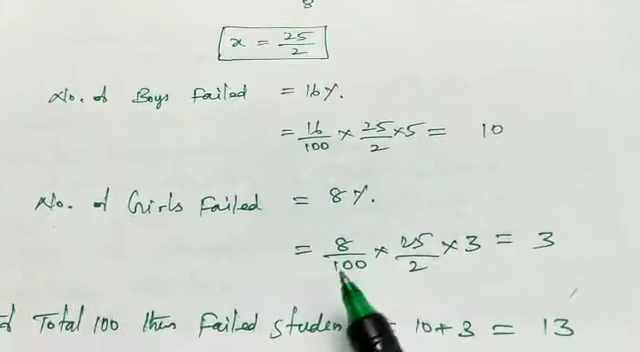 8
x = 25/2
No. of Boys Failed = 16%.
= 16/100 × 25/2 × 5 = 10
No. of Girls Failed = 8%.
= 8/100 × 25/2 × 3 = 3
Total 100 then Failed Studen = 10+3 = 13